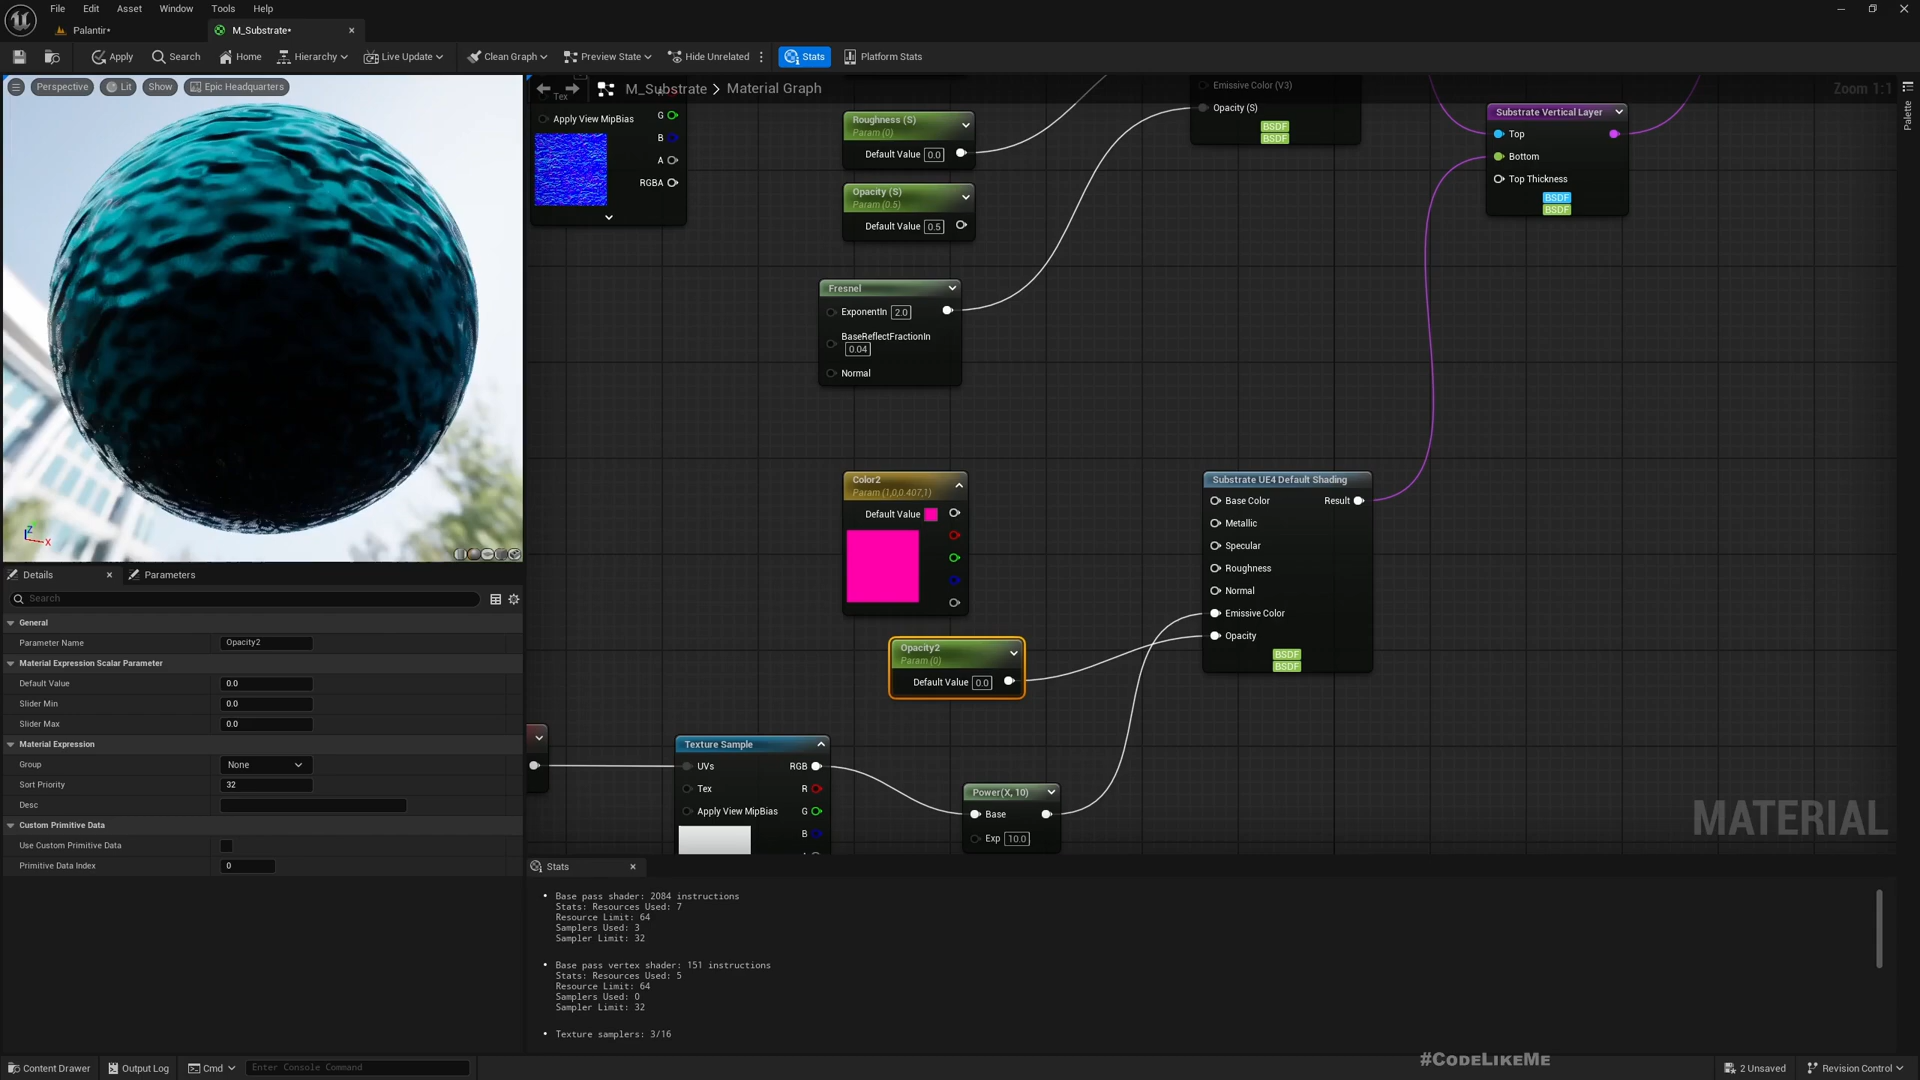 File Edit Asset Window Tools Help
Palantir•
M_Substrate•
Apply Search Home Hierarchy Live Update Clean Graph Preview State Hide Unrelated Stats Platform Stats
Perspective Lit Show Epic Headquarters
M_Substrate > Material Graph
Zoom 1:1
Palette
Tex
Apply View MipBias
G
B
A
RGBA
Roughness (S)
Param (0)
Default Value 0.0
Opacity (S)
Param (0.5)
Default Value 0.5
Emissive Color (V3)
Opacity (S)
BSDF
BSDF
Substrate Vertical Layer
Top
Bottom
Top Thickness
BSDF
BSDF
Fresnel
ExponentIn 2.0
BaseReflectFractionIn
0.04
Normal
Color2
Param (1,0,0.407,1)
Default Value
Substrate UE4 Default Shading
Base Color Result
Metallic
Specular
Roughness
Normal
Emissive Color
Opacity
BSDF
BSDF
Opacity2
Param (0)
Default Value 0.0
Texture Sample
UVs RGB
Tex R
Apply View MipBias G
B
Power(X, 10)
Base
Exp 10.0
MATERIAL
Z
X
Details Parameters
Search
General
Parameter Name Opacity2
Material Expression Scalar Parameter
Default Value 0.0
Slider Min 0.0
Slider Max 0.0
Material Expression
Group None
Sort Priority 32
Desc
Custom Primitive Data
Use Custom Primitive Data
Primitive Data Index 0
Stats
Base pass shader: 2084 instructions
Stats: Resources Used: 7
Resource Limit: 64
Samplers Used: 3
Sampler Limit: 32
Base pass vertex shader: 151 instructions
Stats: Resources Used: 5
Resource Limit: 64
Samplers Used: 0
Sampler Limit: 32
Texture samplers: 3/16
#CODELIKEME
Content Drawer Output Log Cmd Enter Console Command 2 Unsaved Revision Control